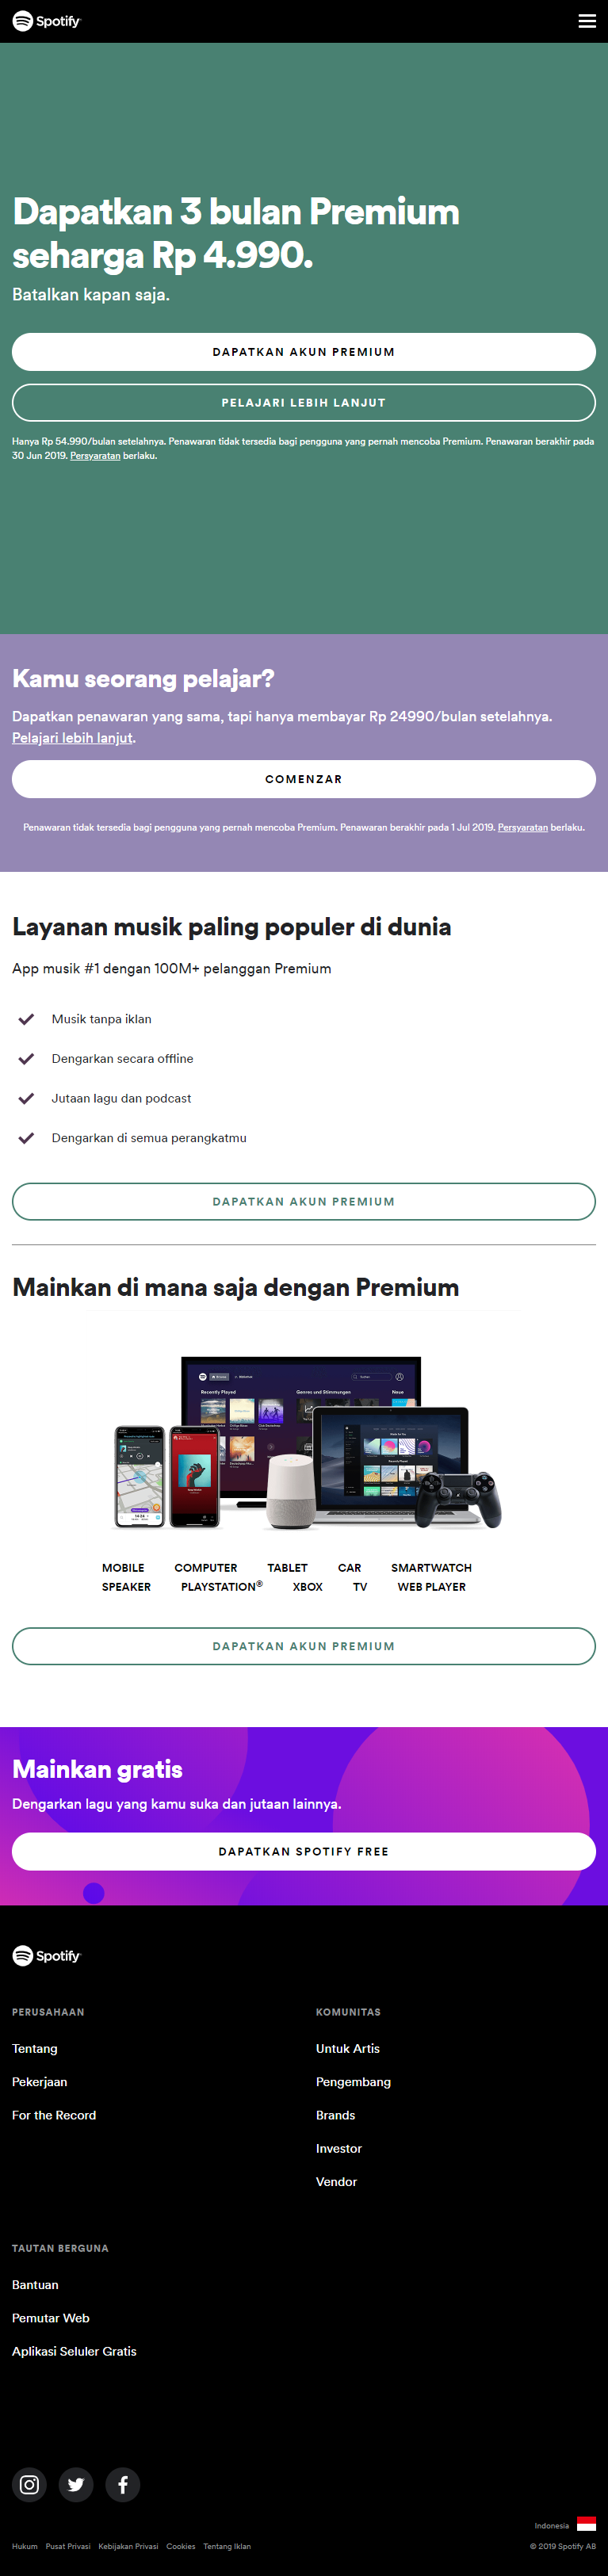 Spotify
Dapatkan 3 bulan Premium
seharga Rp 4.990.
Batalkan kapan saja.
DAPATKAN AKUN PREMIUM
PELAJARI LEBIH LANJUT
Hanya Rp 54.990/bulan setelahnya. Penawaran tidak tersedia bagi pengguna yang pernah mencoba Premium. Penawaran berakhir pada
30 Jun 2019. Persyaratan berlaku.
Kamu seorang pelajar?
Dapatkan penawaran yang sama, tapi hanya membayar Rp 24990/bulan setelahnya.
Pelajari lebih lanjut.
COMENZAR
Penawaran tidak tersedia bagi pengguna yang pernah mencoba Premium. Penawaran berakhir pada 1 Jul 2019. Persyaratan berlaku.
Layanan musik paling populer di dunia
App musik #1 dengan 100M+ pelanggan Premium
Musik tanpa iklan
Dengarkan secara offline
Jutaan lagu dan podcast
Dengarkan di semua perangkatmu
DAPATKAN AKUN PREMIUM
Mainkan di mana saja dengan Premium
Recently Played
Genres und Stimmungen
Neue
MOBILE COMPUTER TABLET CAR SMARTWATCH
SPEAKER PLAYSTATION® XBOX TV WEB PLAYER
DAPATKAN AKUN PREMIUM
Mainkan gratis
Dengarkan lagu yang kamu suka dan jutaan lainnya.
DAPATKAN SPOTIFY FREE
Spotify
PERUSAHAAN
Tentang
Pekerjaan
For the Record
KOMUNITAS
Untuk Artis
Pengembang
Brands
Investor
Vendor
TAUTAN BERGUNA
Bantuan
Pemutar Web
Aplikasi Seluler Gratis
Indonesia
Hukum Pusat Privasi Kebijakan Privasi Cookies Tentang Iklan
© 2019 Spotify AB